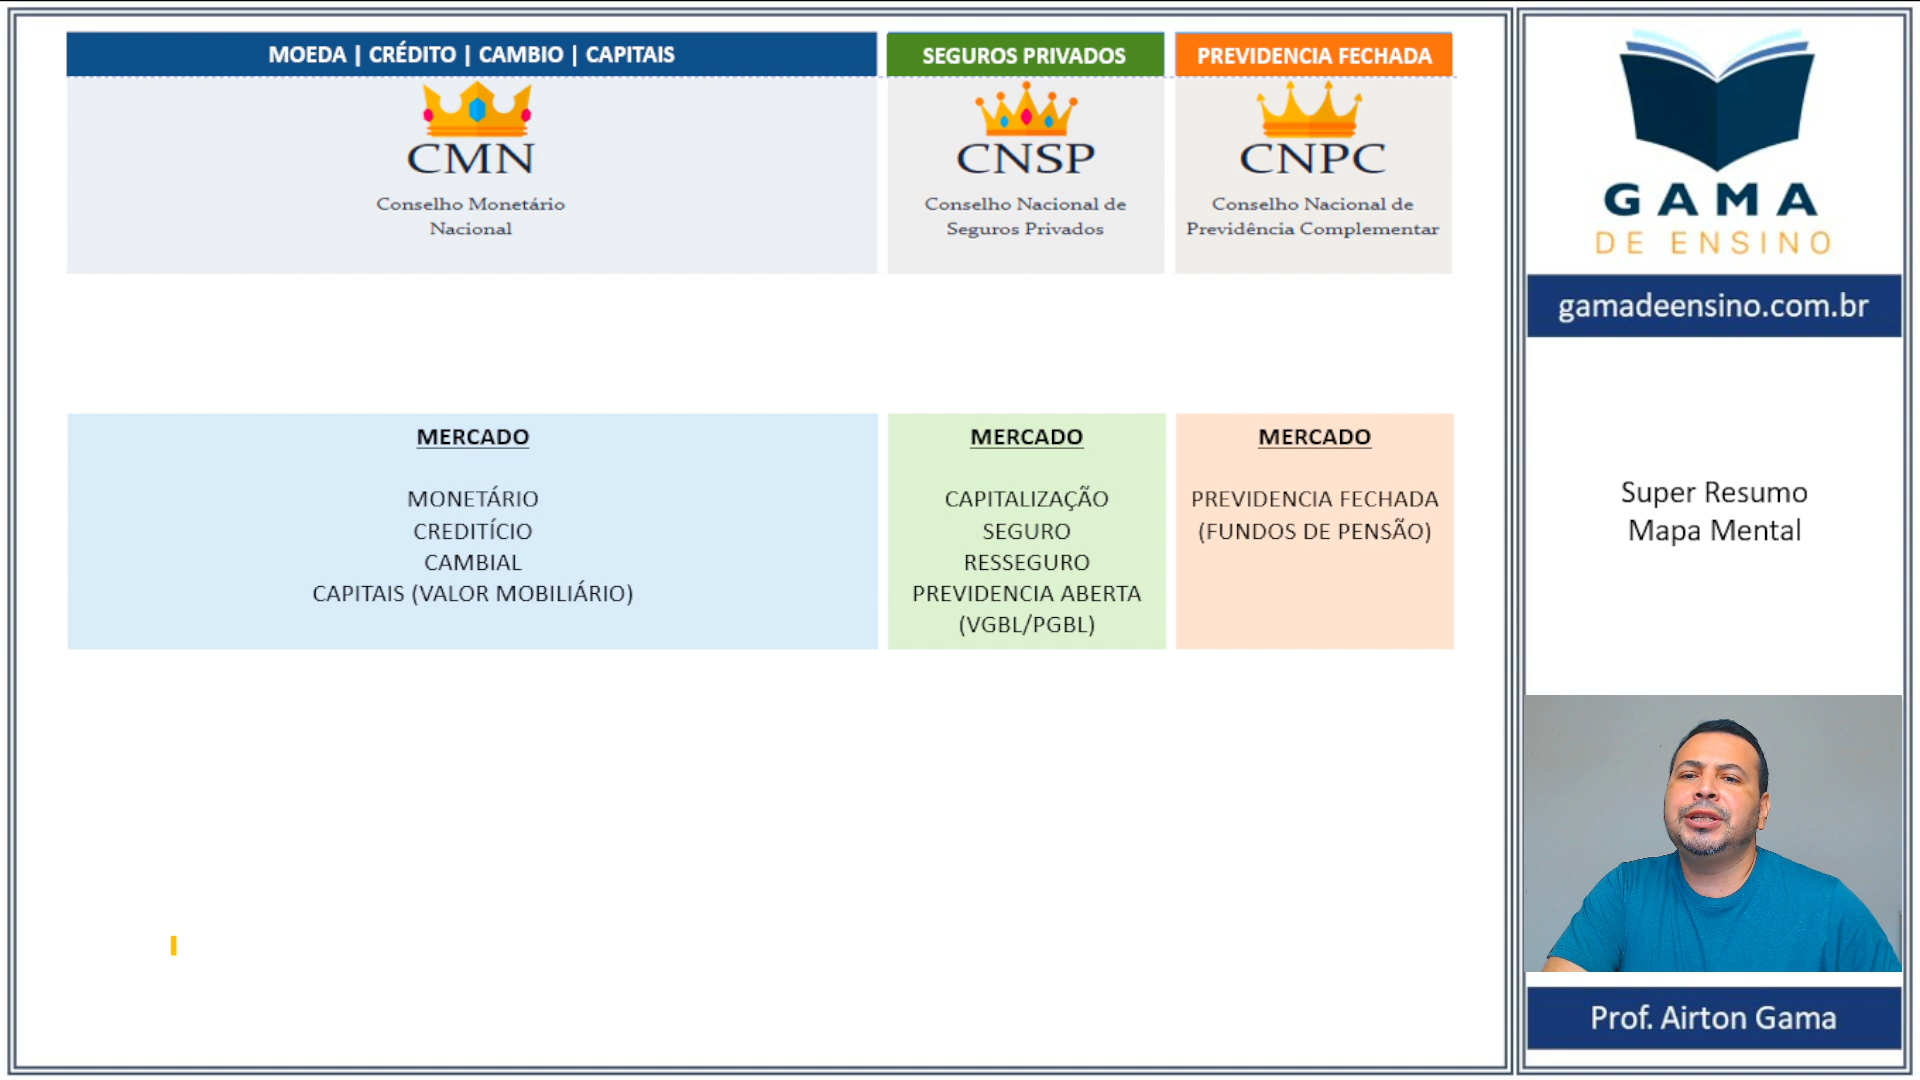 MOEDA | CRÉDITO | CAMBIO | CAPITAIS
CMN
Conselho Monetário
Nacional
SEGUROS PRIVADOS
CNSP
Conselho Nacional de
Seguros Privados
PREVIDENCIA FECHADA
CNPC
Conselho Nacional de
Previdência Complementar
MERCADO
MONETÁRIO
CREDITÍCIO
CAMBIAL
CAPITAIS (VALOR MOBILIÁRIO)
MERCADO
CAPITALIZAÇÃO
SEGURO
RESSEGURO
PREVIDENCIA ABERTA
(VGBL/PGBL)
MERCADO
PREVIDENCIA FECHADA
(FUNDOS DE PENSÃO)
GAMA
DE ENSINO
gamadeensino.com.br
Super Resumo
Mapa Mental
Prof. Airton Gama